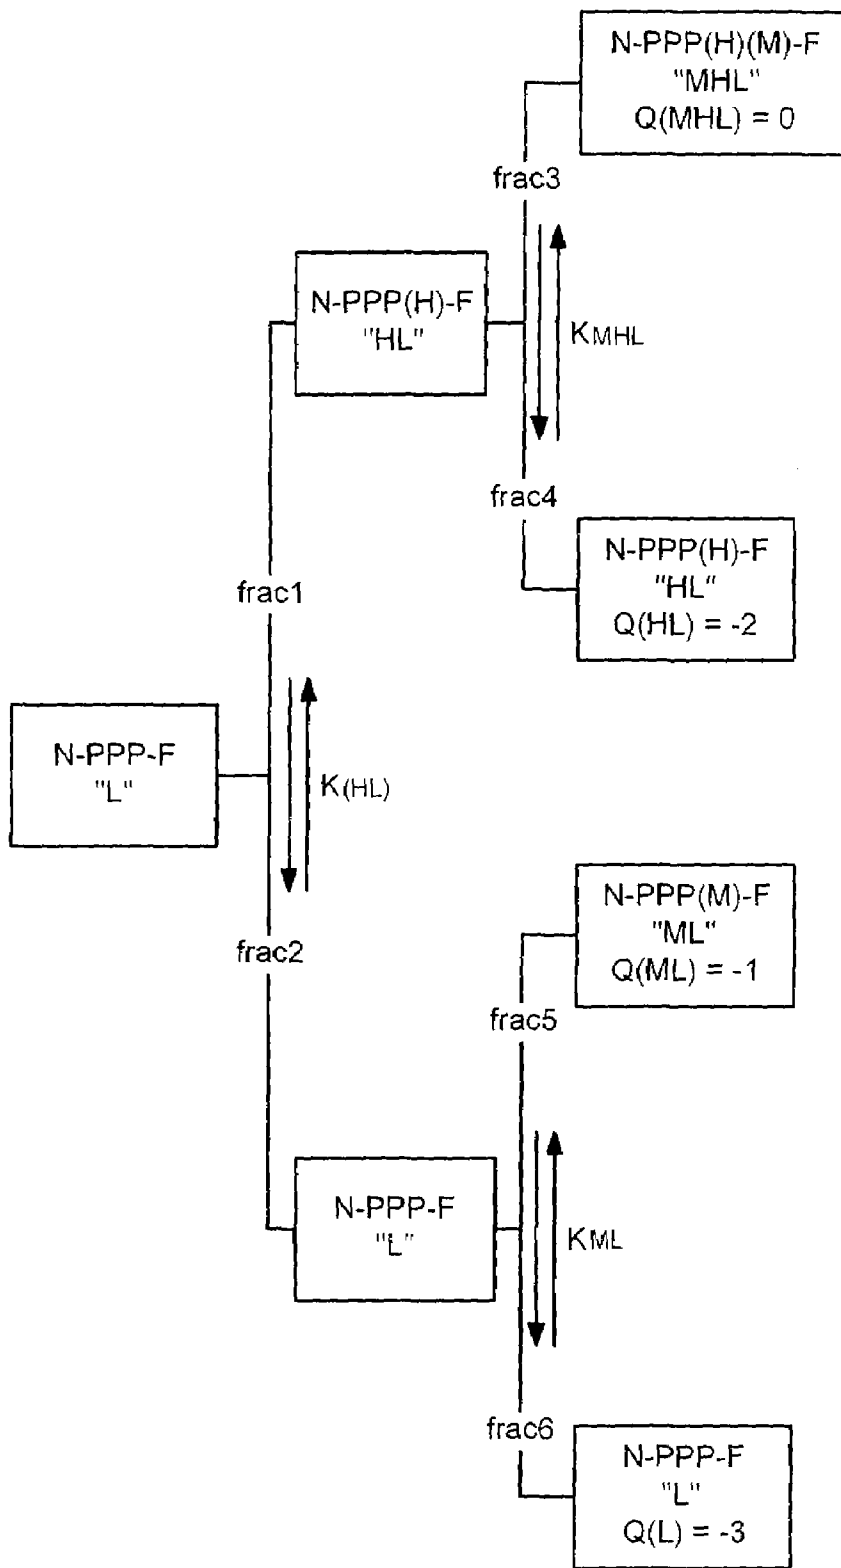 N-PPP(H)(M)-F
"MHL"
Q(MHL) = 0
frac3
N-PPP(H)-F
"HL"
KMHL
frac4
N-PPP(H)-F
"HL"
Q(HL) = -2
frac1
N-PPP-F
"L"
K(HL)
N-PPP(M)-F
"ML"
Q(ML) = -1
frac2
frac5
N-PPP-F
"L"
KML
frac6
N-PPP-F
"L"
Q(L) = -3